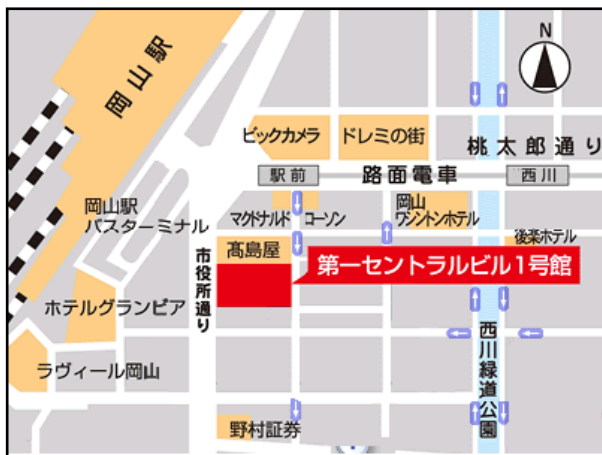 岡山駅
N
ビックカメラ
ドレミの街
桃太郎通り
駅前
路面電車
西川
岡山駅
バスターミナル
マクドナルド
ローソン
岡山
ワシントンホテル
後楽ホテル
市役所通り
髙島屋
第一セントラルビル1号館
ホテルグランビア
ラヴィール岡山
西川緑道公園
野村証券